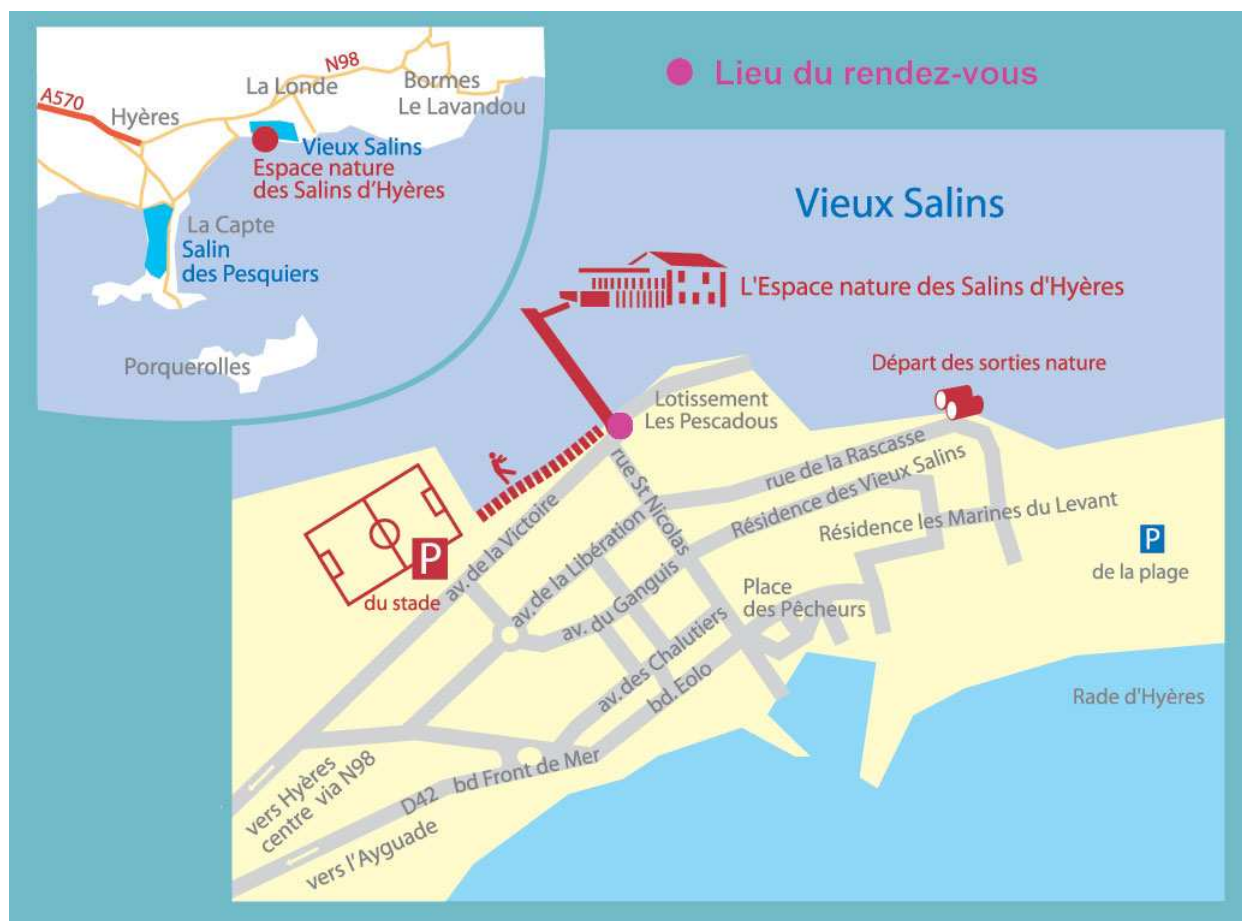 N98
A570
La Londe
Bormes
Le Lavandou
Hyères
Vieux Salins
Espace nature
des Salins d'Hyères
La Capte
Salin
des Pesquiers
Porquerolles
Lieu du rendez-vous
Vieux Salins
L'Espace nature des Salins d'Hyères
Départ des sorties nature
Lotissement
Les Pescadous
rue de la Rascasse
rue St Nicolas
Résidence des Vieux Salins
Résidence les Marines du Levant
P
de la plage
P
du stade
av. de la Victoire
av. de la Libération
av. du Ganguis
av. des Chalutiers
bd. Eolo
Place
des Pêcheurs
Rade d'Hyères
vers Hyères
centre via N98
D42 bd Front de Mer
vers l'Ayguade